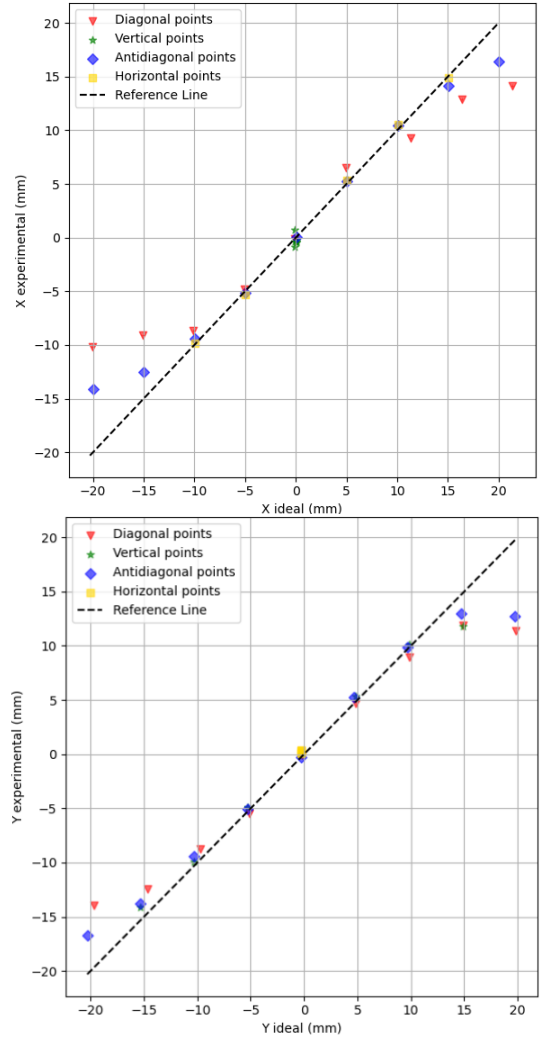 20
15
10
5
0
−5
−10
−15
−20
X experimental (mm)
Diagonal points
Vertical points
Antidiagonal points
Horizontal points
Reference Line
−20 −15 −10 −5 0 5 10 15 20
X ideal (mm)
20
15
10
5
0
−5
−10
−15
−20
Y experimental (mm)
Diagonal points
Vertical points
Antidiagonal points
Horizontal points
Reference Line
−20 −15 −10 −5 0 5 10 15 20
Y ideal (mm)